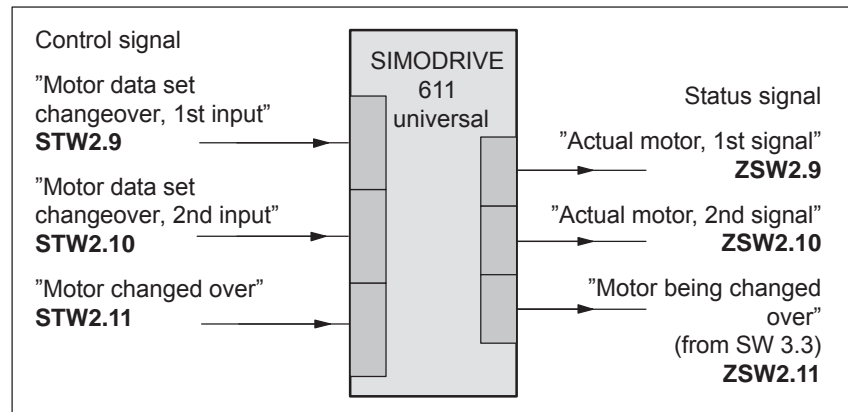 Control signal
”Motor data set
changeover, 1st input”
STW2.9
”Motor data set
changeover, 2nd input”
STW2.10
”Motor changed over”
STW2.11
SIMODRIVE
611
universal
Status signal
”Actual motor, 1st signal”
ZSW2.9
”Actual motor, 2nd signal”
ZSW2.10
”Motor being changed
over”
(from SW 3.3)
ZSW2.11